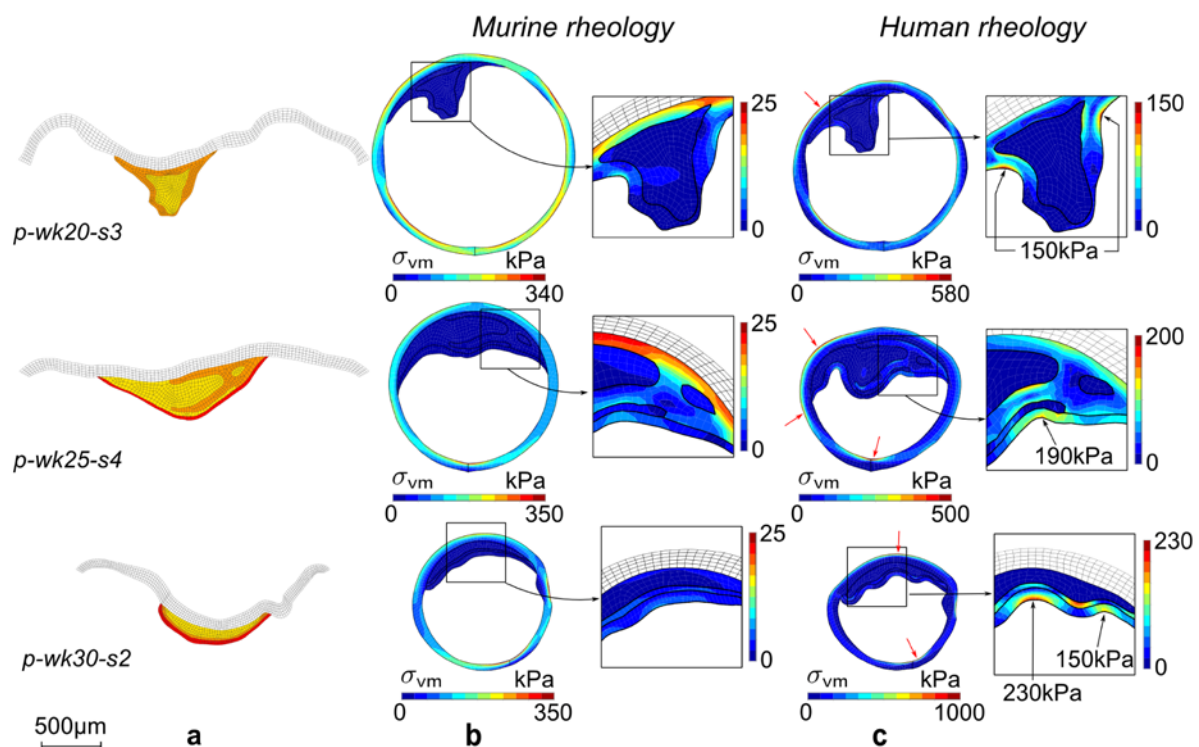 Murine rheology
Human rheology
p-wk20-s3
25
0
150
0
150kPa
σvm kPa
0 340
σvm kPa
0 580
p-wk25-s4
25
0
200
0
190kPa
σvm kPa
0 350
σvm kPa
0 500
p-wk30-s2
25
0
230
0
150kPa
230kPa
σvm kPa
0 350
σvm kPa
0 1000
500μm
a
b
c